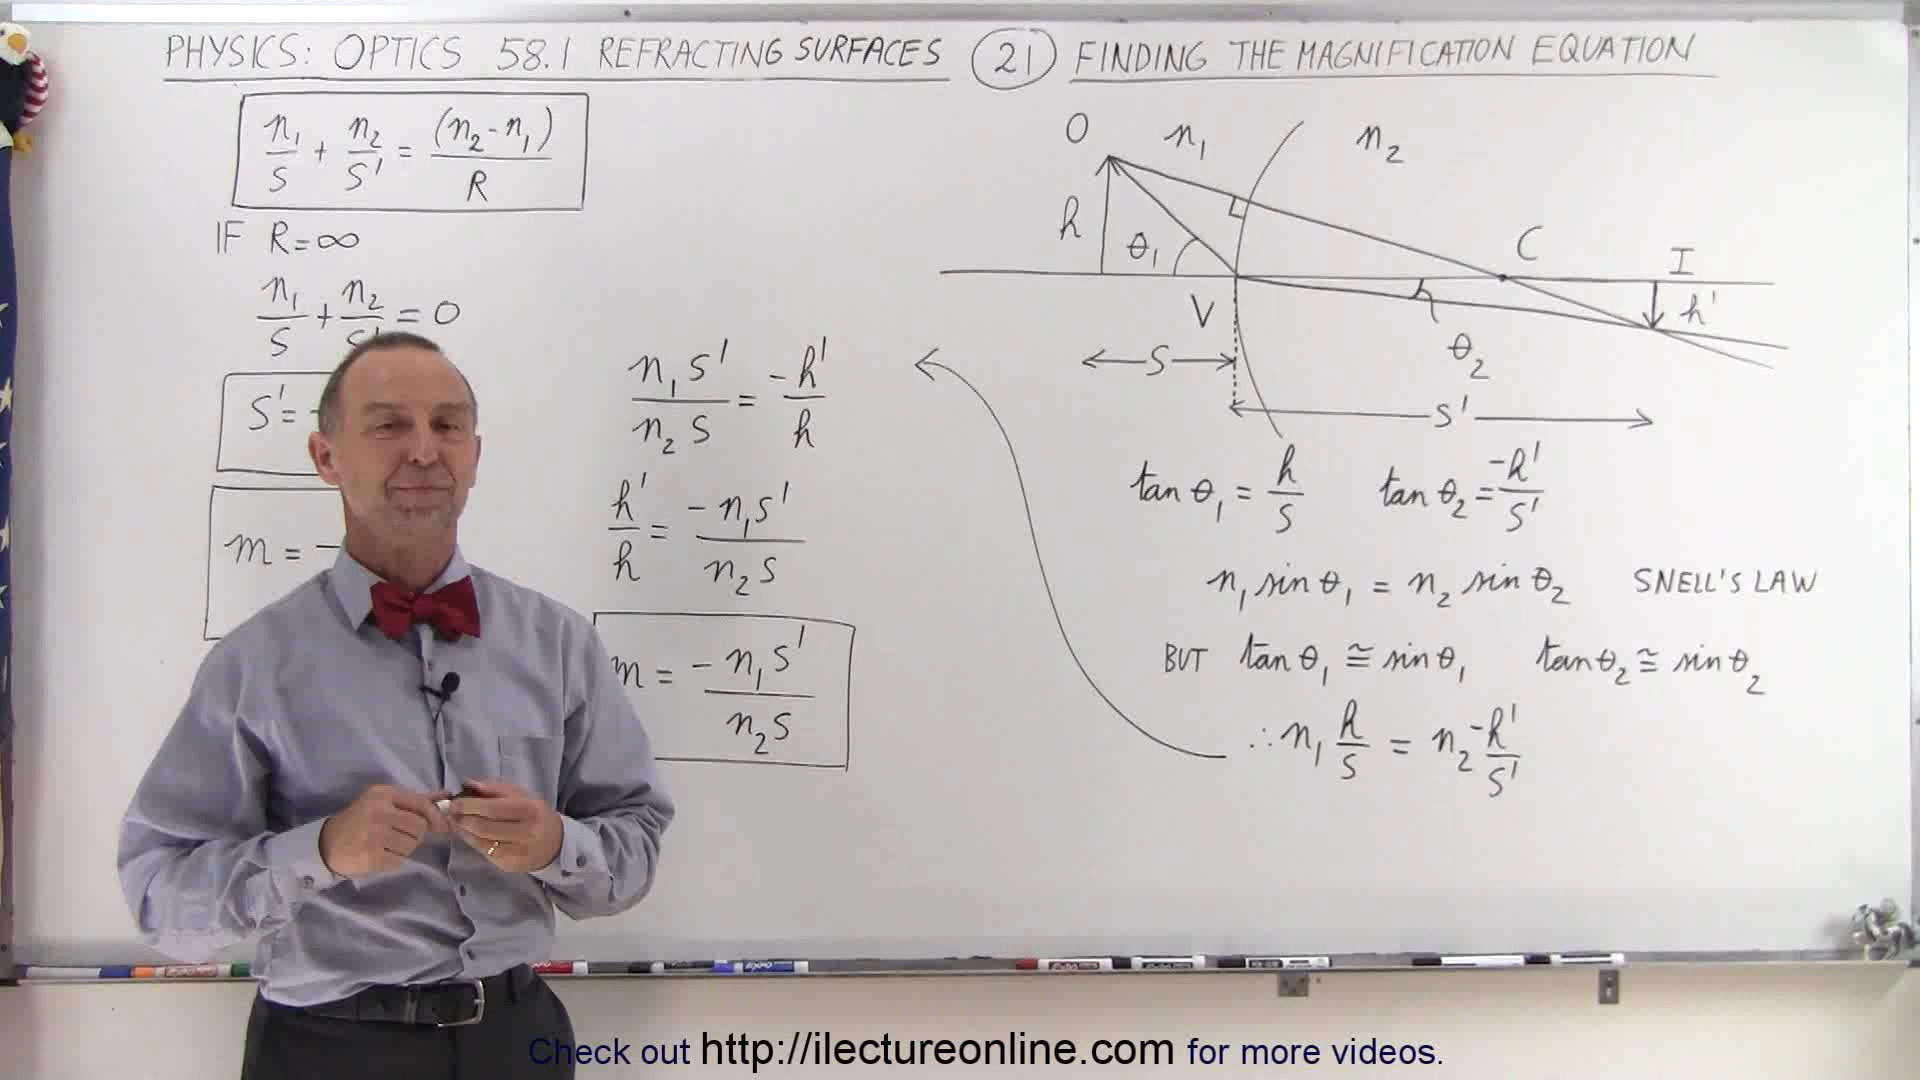 PHYSICS: OPTICS 58.1 REFRACTING SURFACES (21) FINDING THE MAGNIFICATION EQUATION
n₁/s + n₂/s' = (n₂-n₁)/R
IF R=∞
n₁/s + n₂/s' = 0
s' = -
m = -
n₁s'/n₂s = -h'/h
h'/h = -n₁s'/n₂s
m = -n₁s'/n₂s
O n₁ n₂
h θ₁ C I
V h'
θ₂
S
s'
tan θ₁ = h/s tan θ₂ = -h'/s'
n₁ sin θ₁ = n₂ sin θ₂ SNELL'S LAW
BUT tan θ₁ ≅ sin θ₁ tan θ₂ ≅ sin θ₂
∴ n₁ h/s = n₂ -h'/s'
Check out http://ilectureonline.com for more videos.